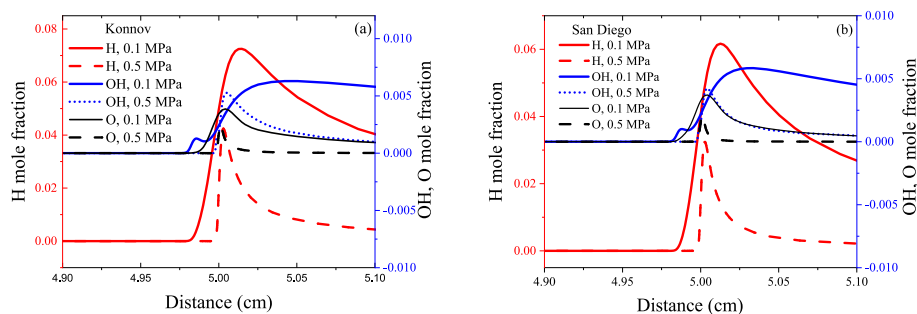 Konnov
(a)
H, 0.1 MPa
H, 0.5 MPa
OH, 0.1 MPa
OH, 0.5 MPa
O, 0.1 MPa
O, 0.5 MPa
0.08
0.06
0.04
0.02
0.00
H mole fraction
0.010
0.005
0.000
-0.005
-0.010
OH, O mole fraction
4.90
4.95
5.00
5.05
5.10
Distance (cm)
San Diego
(b)
H, 0.1 MPa
H, 0.5 MPa
OH, 0.1 MPa
OH, 0.5 MPa
O, 0.1 MPa
O, 0.5 MPa
0.06
0.04
0.02
0.00
H mole fraction
0.010
0.005
0.000
-0.005
-0.010
OH, O mole fraction
4.90
4.95
5.00
5.05
5.10
Distance (cm)